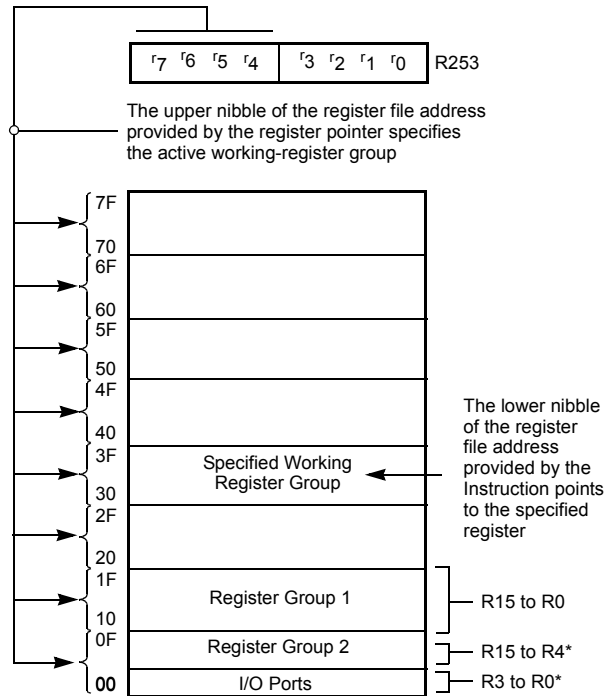 r7 r6 r5 r4 r3 r2 r1 r0 R253
The upper nibble of the register file address
provided by the register pointer specifies
the active working-register group
7F
70
6F
60
5F
50
4F
40
3F
Specified Working
Register Group
30
2F
The lower nibble
of the register
file address
provided by the
Instruction points
to the specified
register
20
1F
Register Group 1
R15 to R0
10
0F
Register Group 2
R15 to R4*
00
I/O Ports
R3 to R0*